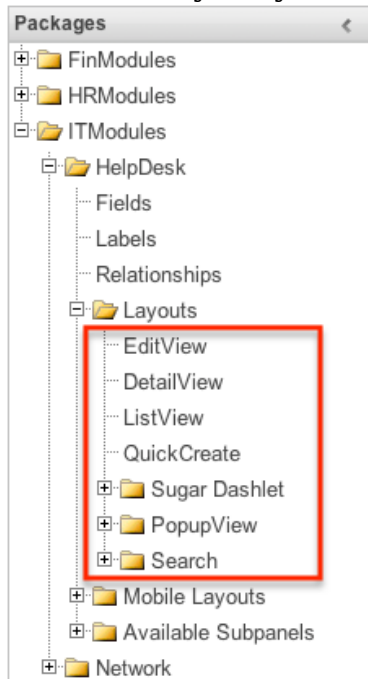 Packages
FinModules
HRModules
ITModules
HelpDesk
Fields
Labels
Relationships
Layouts
EditView
DetailView
ListView
QuickCreate
Sugar Dashlet
PopupView
Search
Mobile Layouts
Available Subpanels
Network